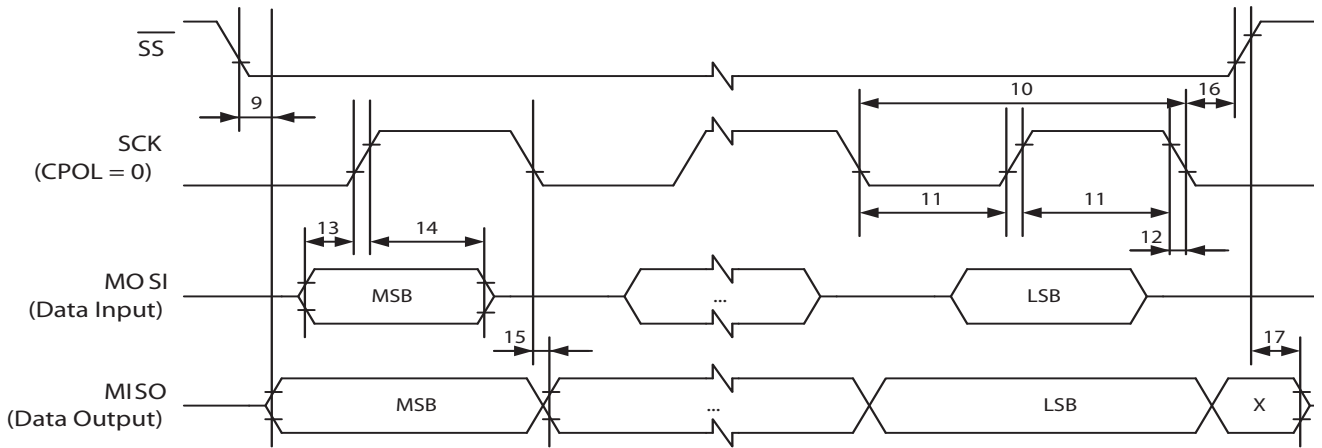 SS
9
10
16
SCK
(CPOL = 0)
11
11
13
14
12
MOSI
(Data Input)
MSB
...
LSB
15
17
MISO
(Data Output)
MSB
...
LSB
X